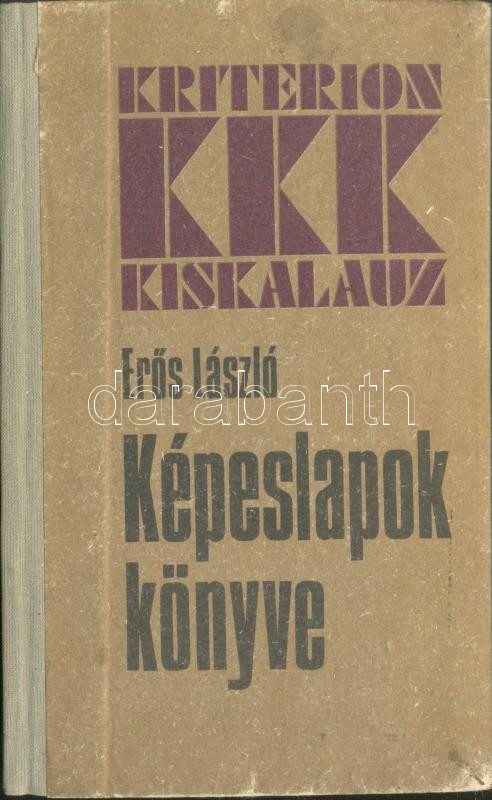 KRITERION
KKK
KISKALAUZ
Erős László
darabanth
Képeslapok
könyve